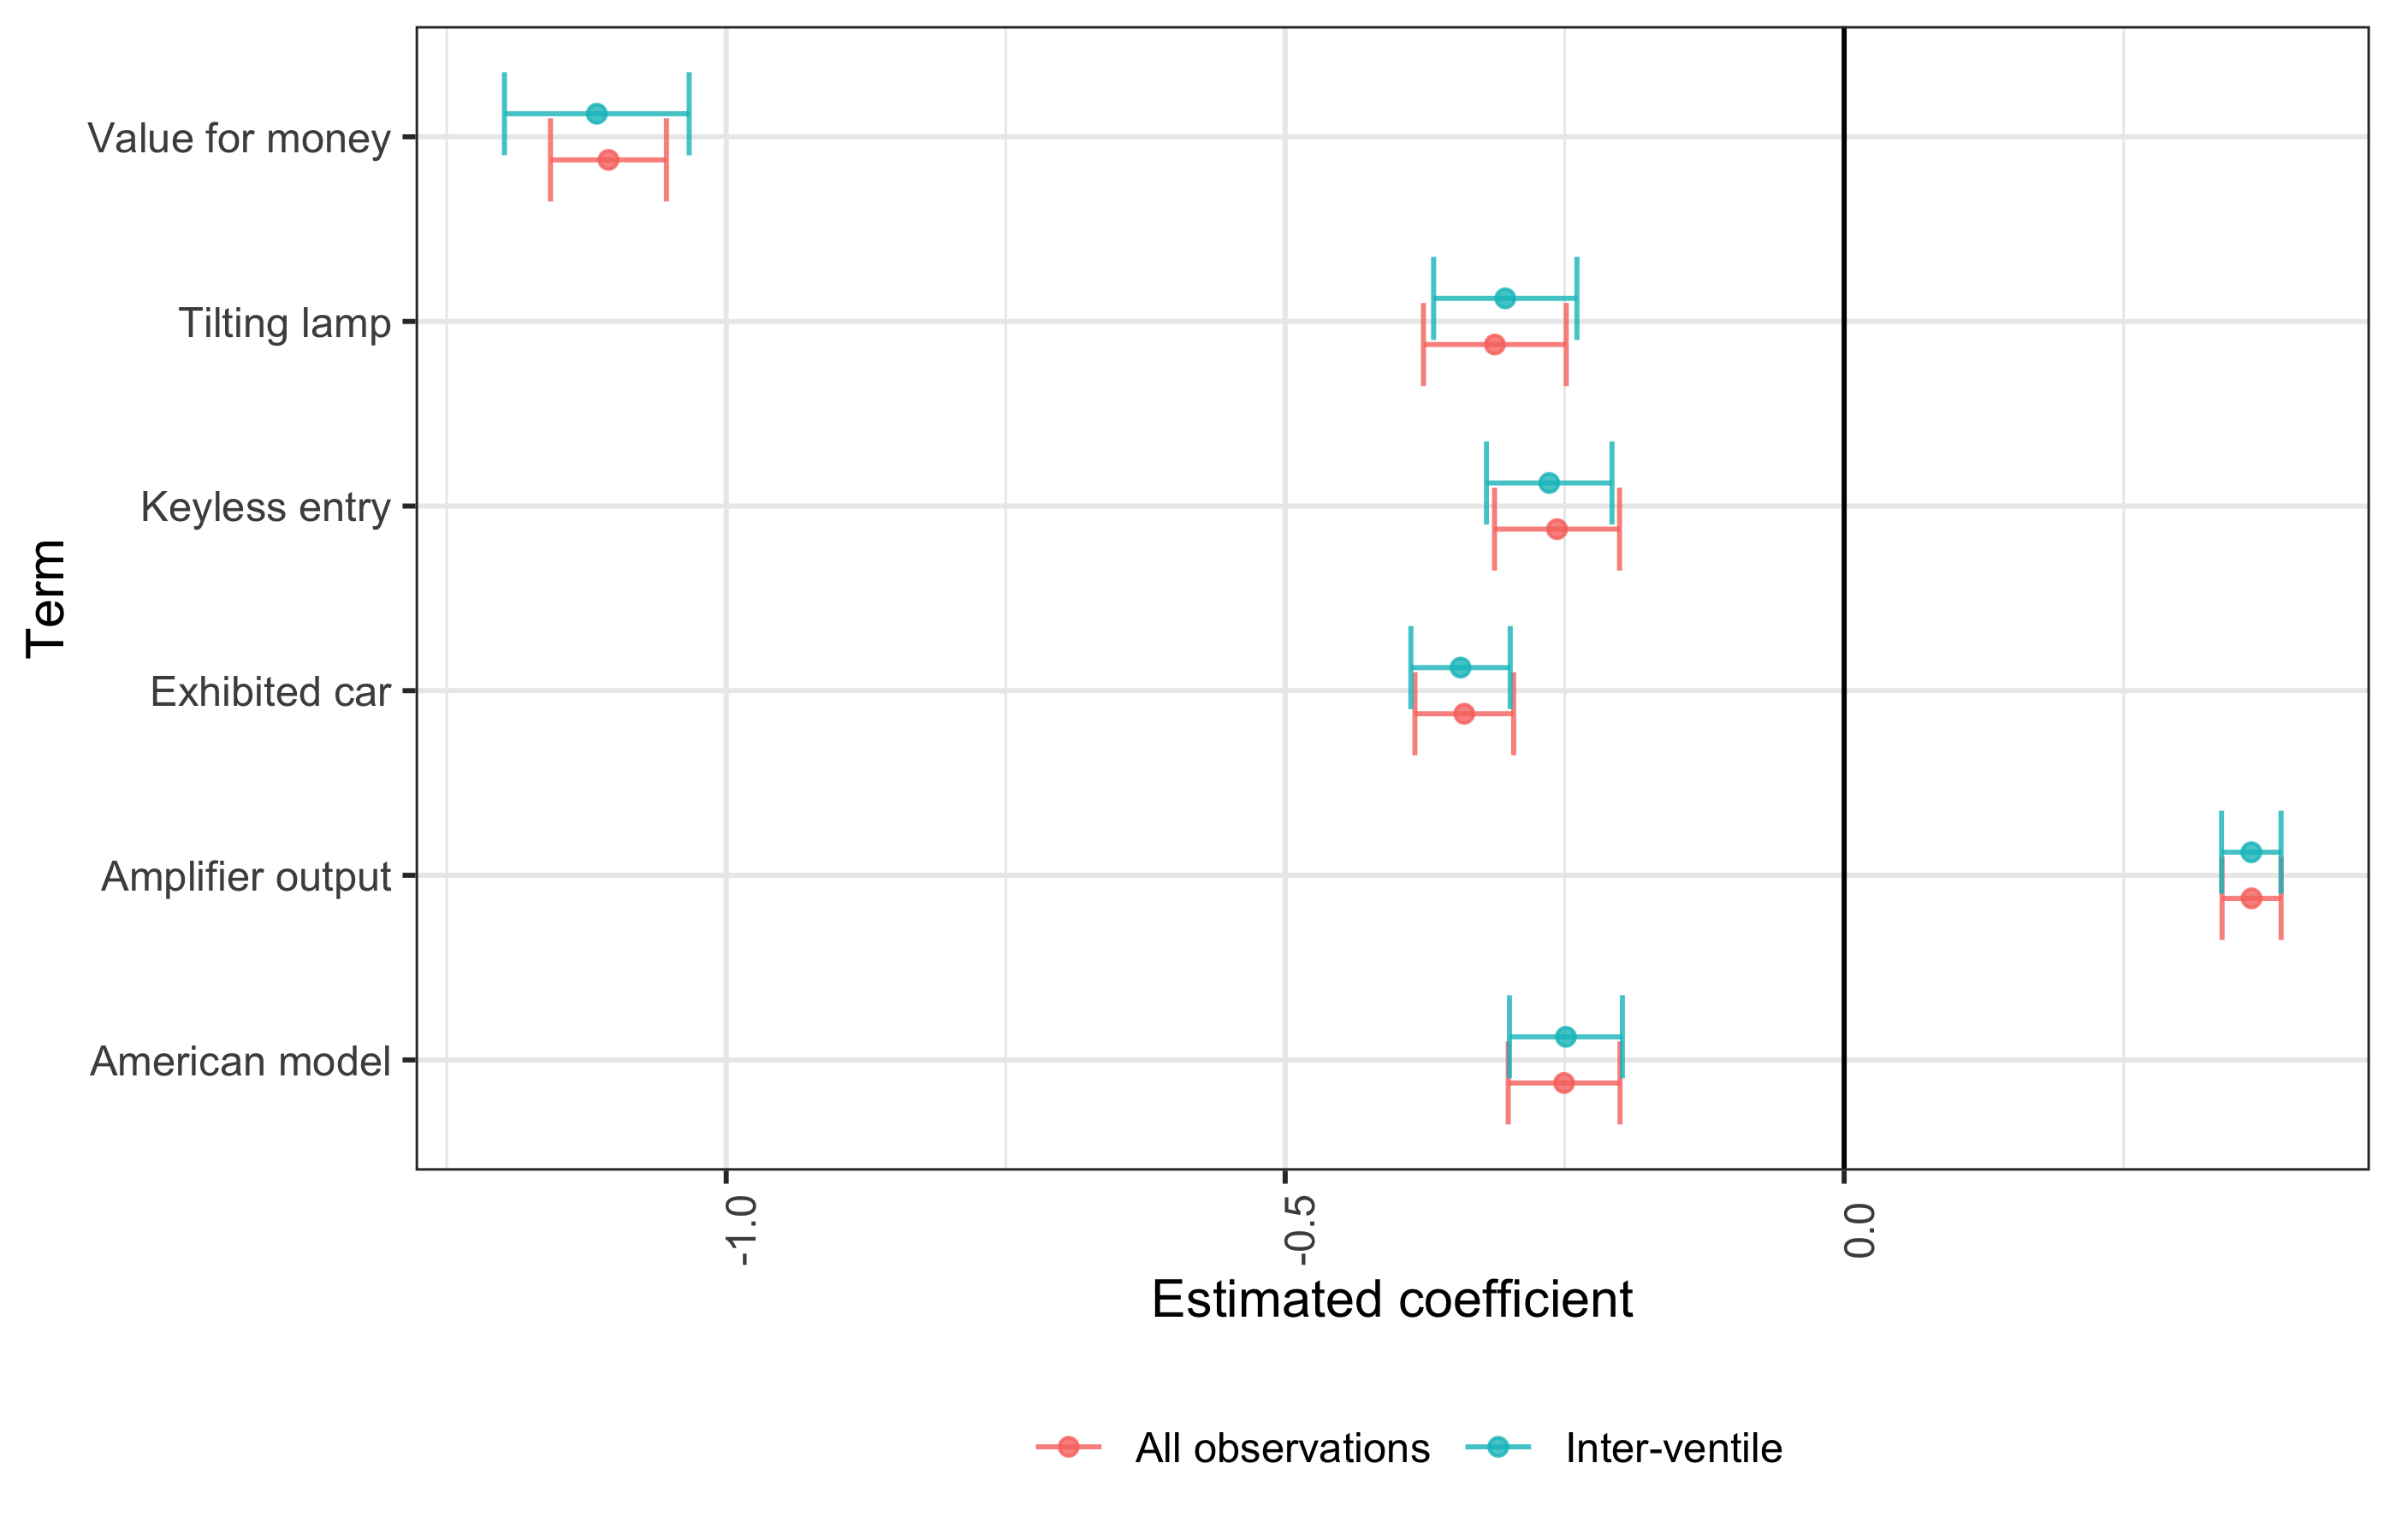 Value for money
Tilting lamp
Keyless entry
Exhibited car
Amplifier output
American model
Term
-1.0
-0.5
0.0
Estimated coefficient
All observations
Inter-ventile